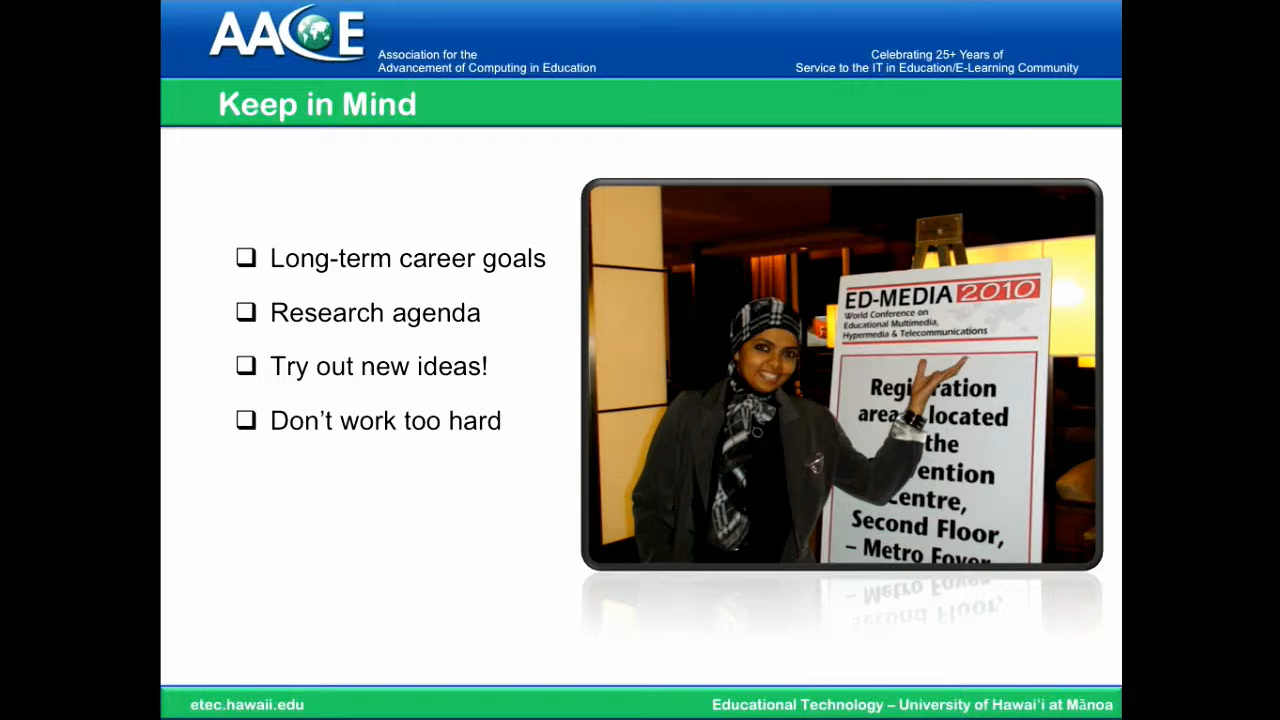 AACE
Association for the
Advancement of Computing in Education
Celebrating 25+ Years of
Service to the IT in Education/E-Learning Community
Keep in Mind
Long-term career goals
Research agenda
Try out new ideas!
Don’t work too hard
ED-MEDIA 2010
World Conference on
Educational Multimedia,
Hypermedia & Telecommunications
area located
the
Centre,
Second Floor,
– Metro Foyer
etec.hawaii.edu
Educational Technology – University of Hawai‘i at Mānoa